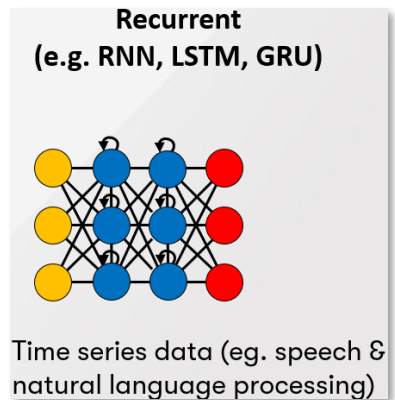 Recurrent
(e.g. RNN, LSTM, GRU)
Time series data (eg. speech &
natural language processing)